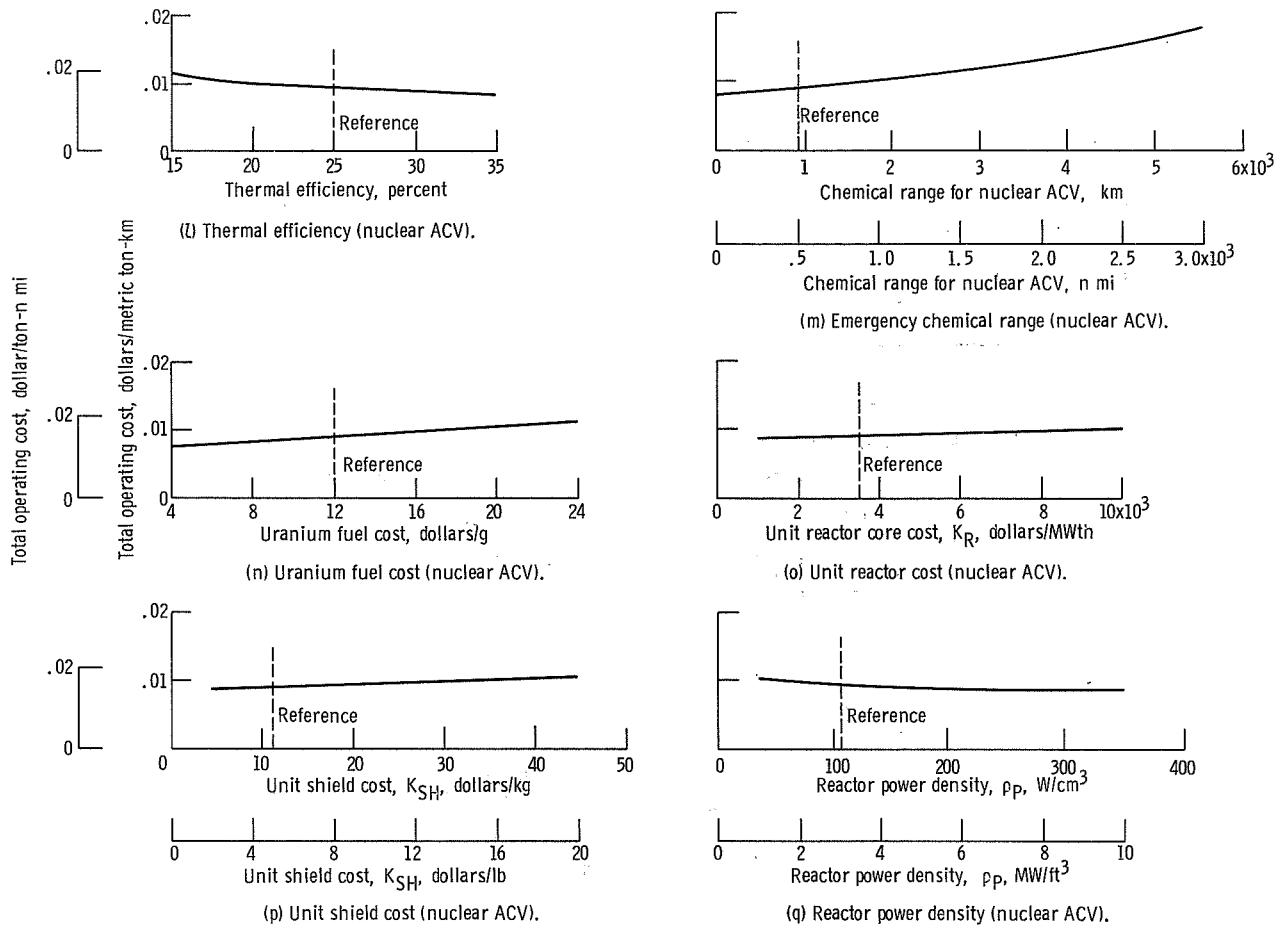 Total operating cost, dollar/ton-n mi
Total operating cost, dollars/metric ton-km
.02
0
.02
.01
0
Reference
15 20 25 30 35
Thermal efficiency, percent
(l) Thermal efficiency (nuclear ACV).
Reference
0 1 2 3 4 5 6x10³
Chemical range for nuclear ACV, km
0 .5 1.0 1.5 2.0 2.5 3.0x10³
Chemical range for nuclear ACV, n mi
(m) Emergency chemical range (nuclear ACV).
.02
0
.02
.01
0
Reference
4 8 12 16 20 24
Uranium fuel cost, dollars/g
(n) Uranium fuel cost (nuclear ACV).
Reference
0 2 4 6 8 10x10³
Unit reactor core cost, K_R, dollars/MWth
(o) Unit reactor cost (nuclear ACV).
.02
0
.02
.01
Reference
0 10 20 30 40 50
Unit shield cost, K_SH, dollars/kg
0 4 8 12 16 20
Unit shield cost, K_SH, dollars/lb
(p) Unit shield cost (nuclear ACV).
Reference
0 100 200 300 400
Reactor power density, ρ_P, W/cm³
0 2 4 6 8 10
Reactor power density, ρ_P, MW/ft³
(q) Reactor power density (nuclear ACV).